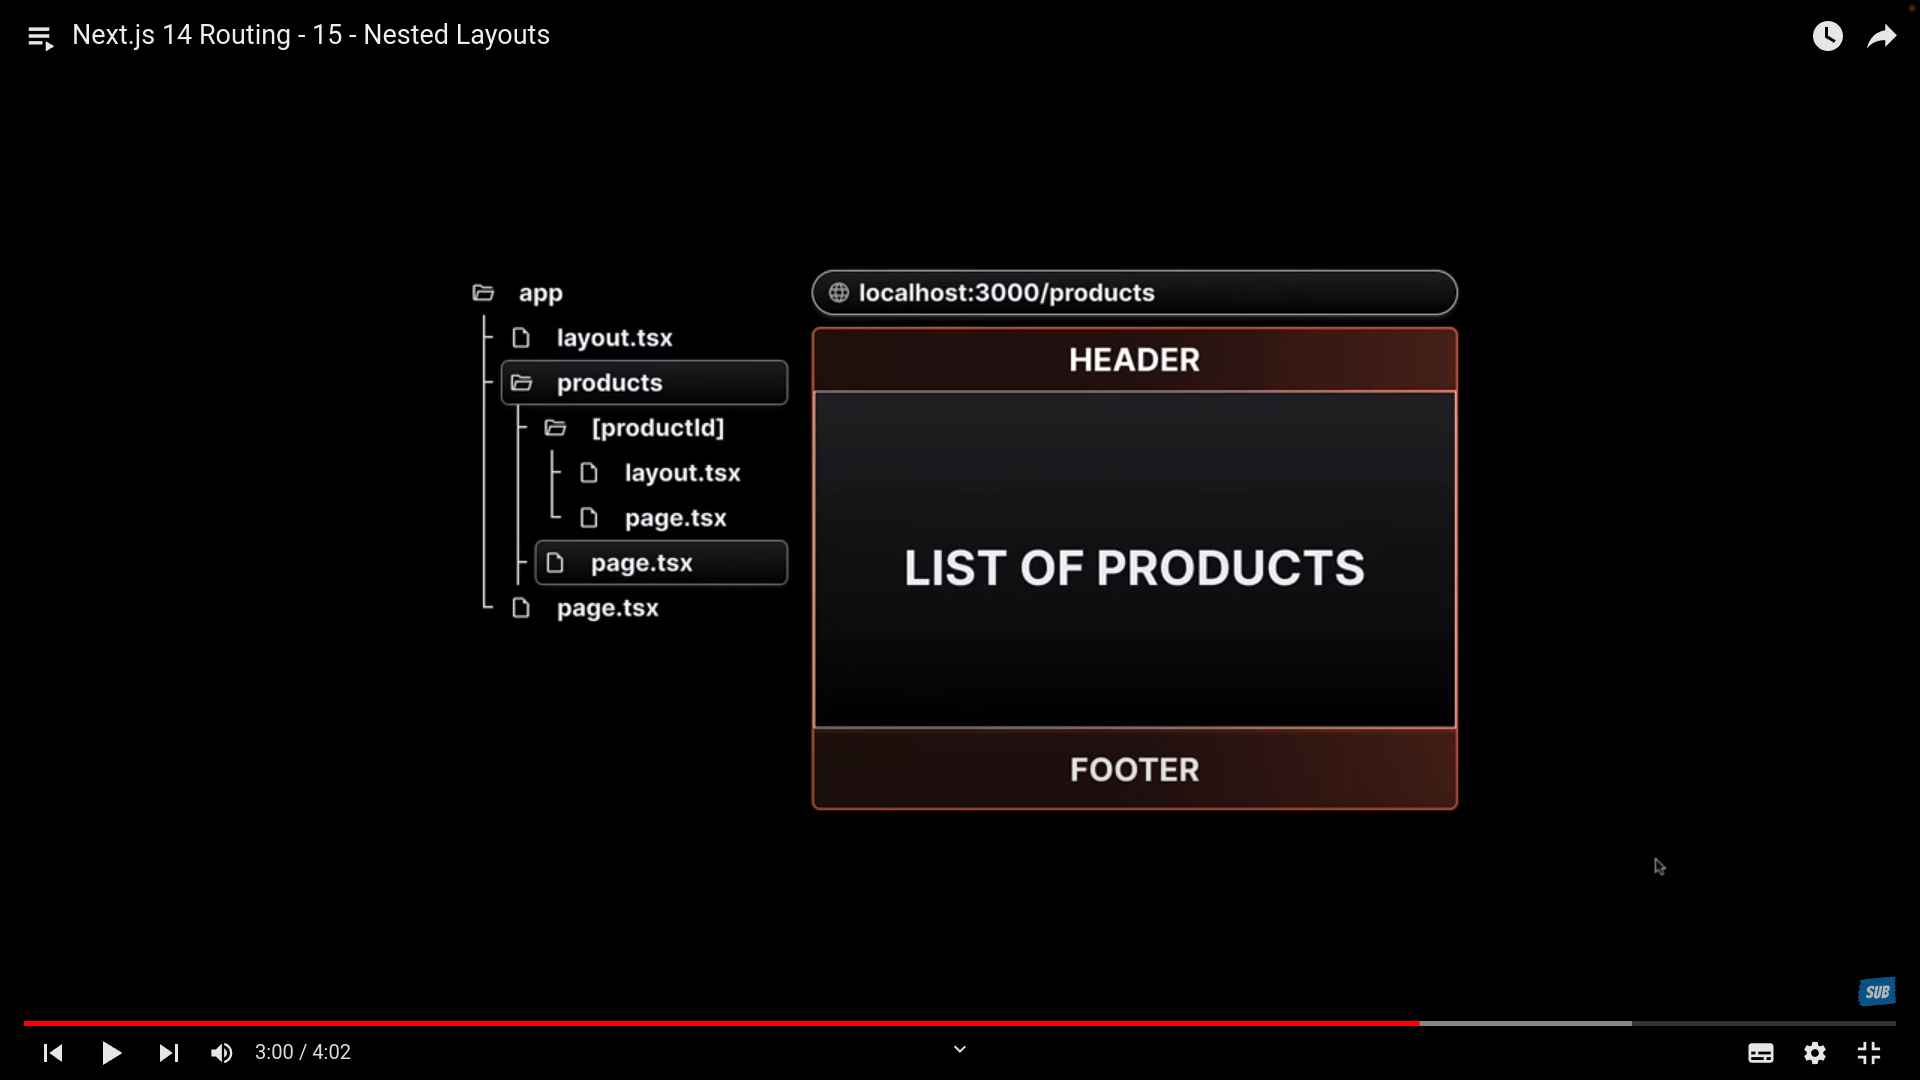 Next.js 14 Routing - 15 - Nested Layouts
app
layout.tsx
products
[productId]
layout.tsx
page.tsx
page.tsx
page.tsx
localhost:3000/products
HEADER
LIST OF PRODUCTS
FOOTER
SUB
3:00 / 4:02